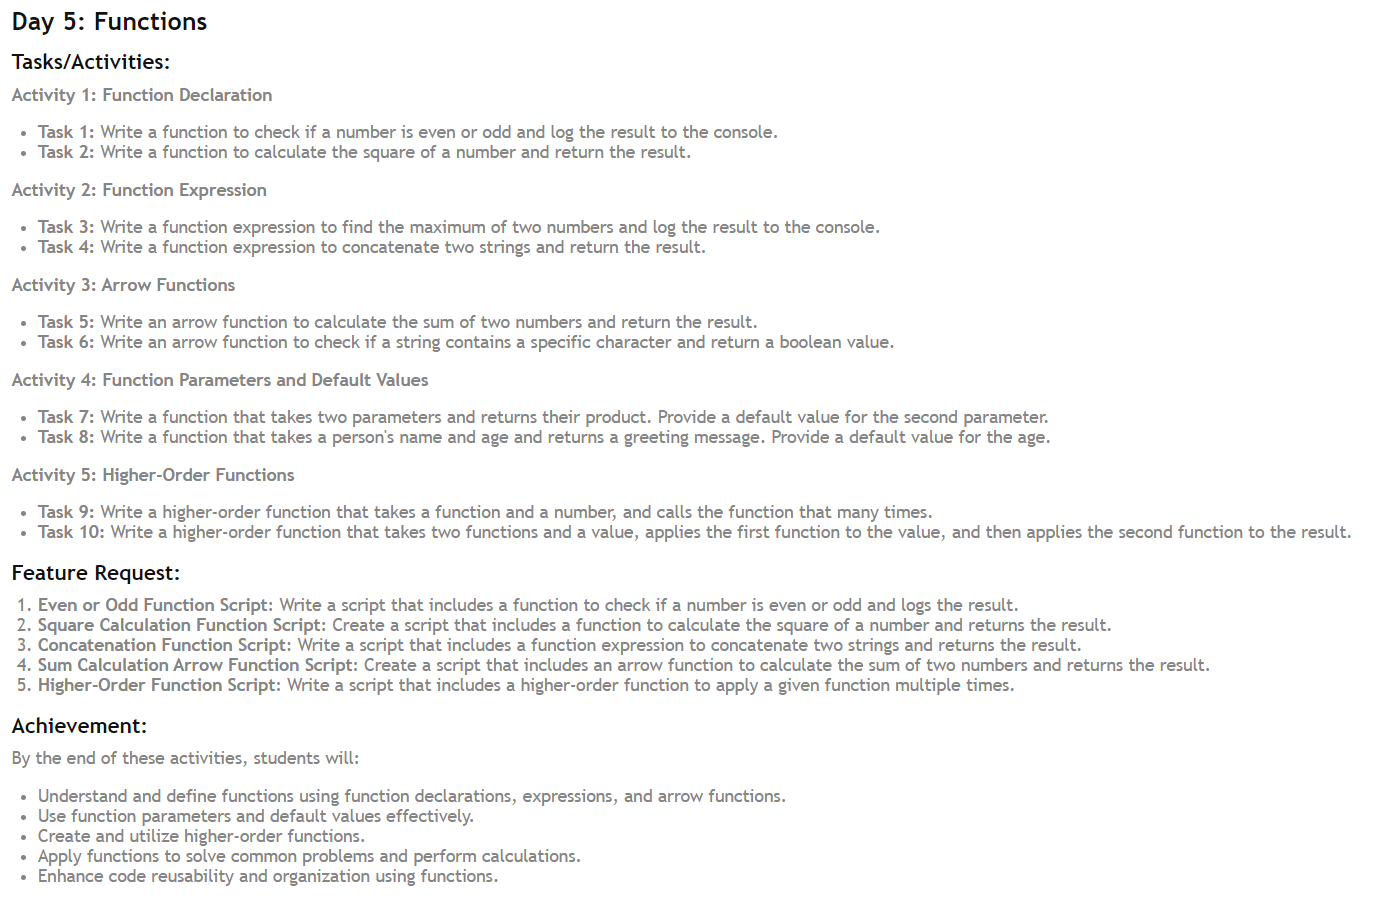 Day 5: Functions
Tasks/Activities:
Activity 1: Function Declaration
• Task 1: Write a function to check if a number is even or odd and log the result to the console.
• Task 2: Write a function to calculate the square of a number and return the result.
Activity 2: Function Expression
• Task 3: Write a function expression to find the maximum of two numbers and log the result to the console.
• Task 4: Write a function expression to concatenate two strings and return the result.
Activity 3: Arrow Functions
• Task 5: Write an arrow function to calculate the sum of two numbers and return the result.
• Task 6: Write an arrow function to check if a string contains a specific character and return a boolean value.
Activity 4: Function Parameters and Default Values
• Task 7: Write a function that takes two parameters and returns their product. Provide a default value for the second parameter.
• Task 8: Write a function that takes a person's name and age and returns a greeting message. Provide a default value for the age.
Activity 5: Higher-Order Functions
• Task 9: Write a higher-order function that takes a function and a number, and calls the function that many times.
• Task 10: Write a higher-order function that takes two functions and a value, applies the first function to the value, and then applies the second function to the result.
Feature Request:
1. Even or Odd Function Script: Write a script that includes a function to check if a number is even or odd and logs the result.
2. Square Calculation Function Script: Create a script that includes a function to calculate the square of a number and returns the result.
3. Concatenation Function Script: Write a script that includes a function expression to concatenate two strings and returns the result.
4. Sum Calculation Arrow Function Script: Create a script that includes an arrow function to calculate the sum of two numbers and returns the result.
5. Higher-Order Function Script: Write a script that includes a higher-order function to apply a given function multiple times.
Achievement:
By the end of these activities, students will:
• Understand and define functions using function declarations, expressions, and arrow functions.
• Use function parameters and default values effectively.
• Create and utilize higher-order functions.
• Apply functions to solve common problems and perform calculations.
• Enhance code reusability and organization using functions.